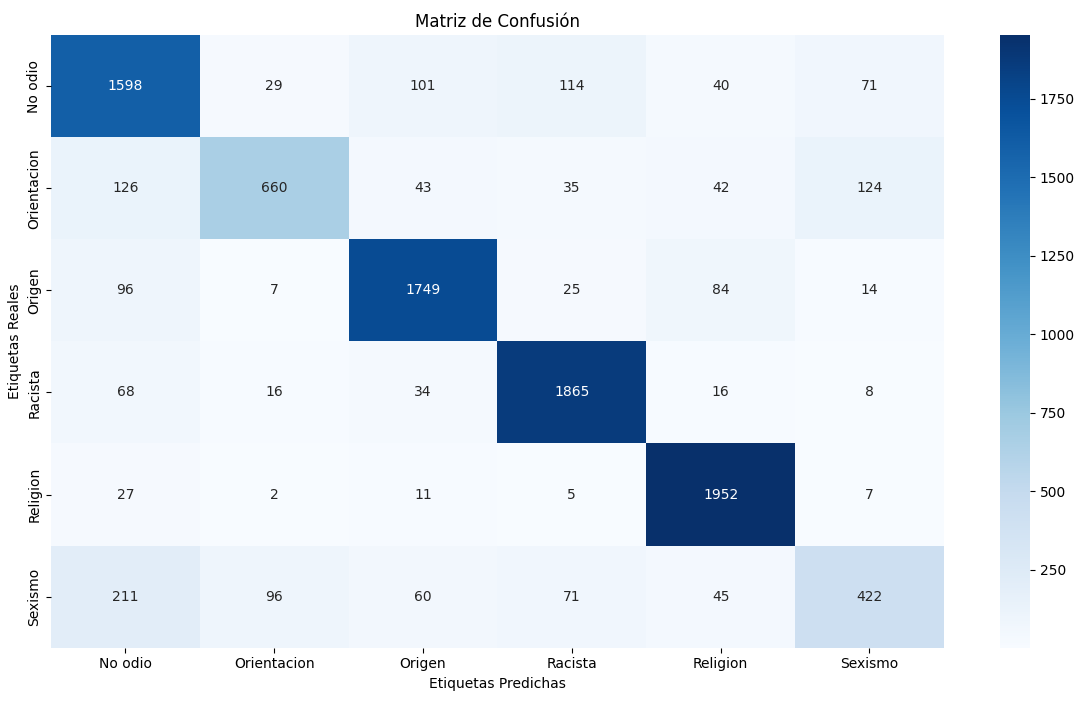 Matriz de Confusión
Etiquetas Reales
No odio 1598 29 101 114 40 71
Orientacion 126 660 43 35 42 124
Origen 96 7 1749 25 84 14
Racista 68 16 34 1865 16 8
Religion 27 2 11 5 1952 7
Sexismo 211 96 60 71 45 422
No odio Orientacion Origen Racista Religion Sexismo
Etiquetas Predichas
1750
1500
1250
1000
750
500
250